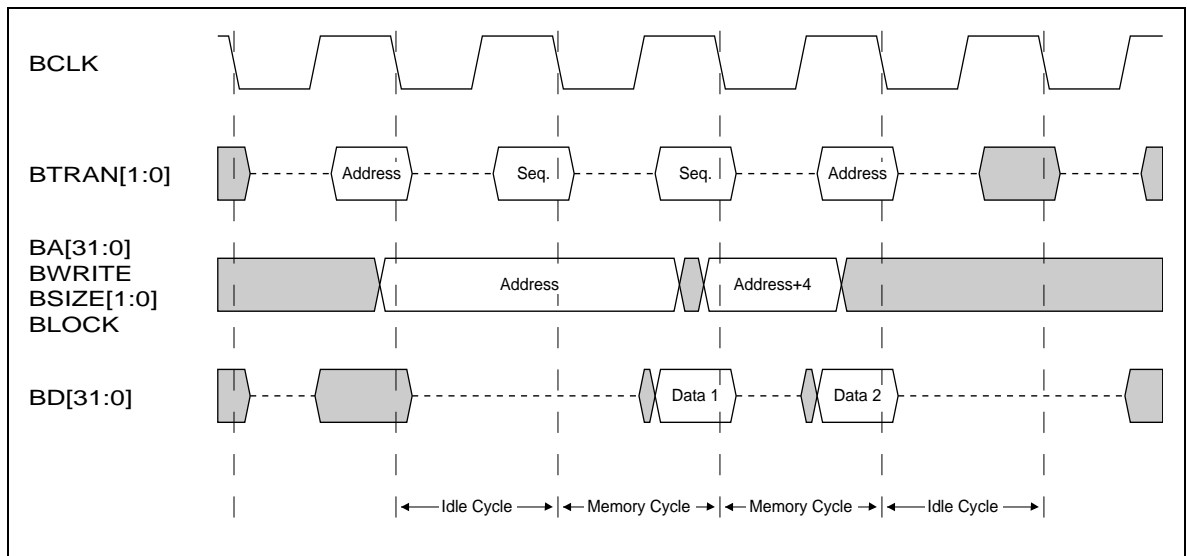 BCLK
BTRAN[1:0]
Address
Seq.
Seq.
Address
BA[31:0]
BWRITE
BSIZE[1:0]
BLOCK
Address
Address+4
BD[31:0]
Data 1
Data 2
Idle Cycle
Memory Cycle
Memory Cycle
Idle Cycle